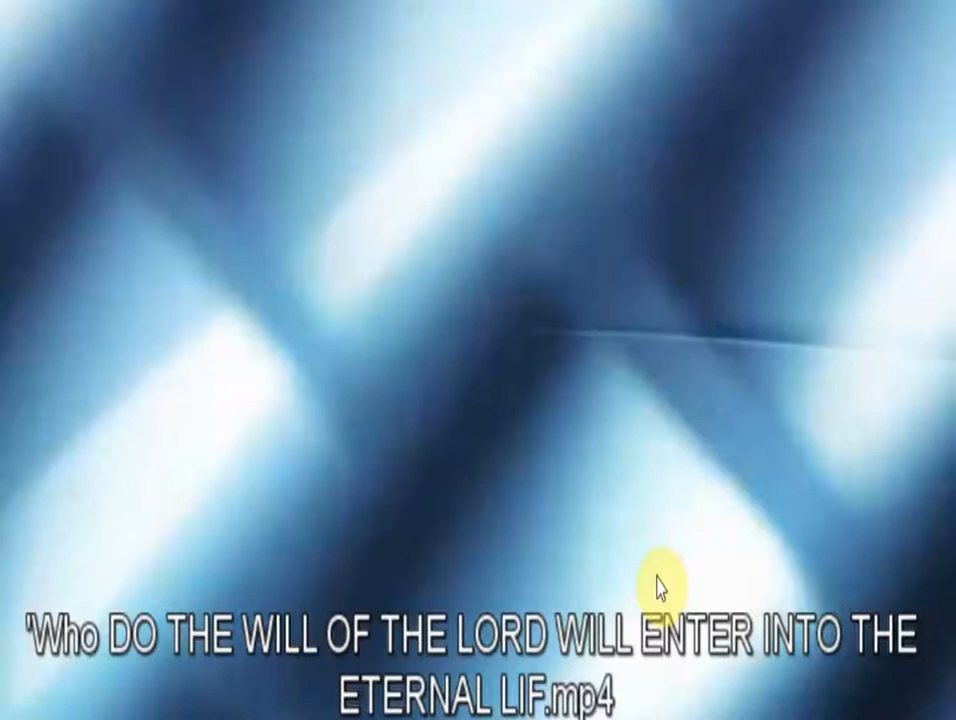 'Who DO THE WILL OF THE LORD WILL ENTER INTO THE
ETERNAL LIF.mp4